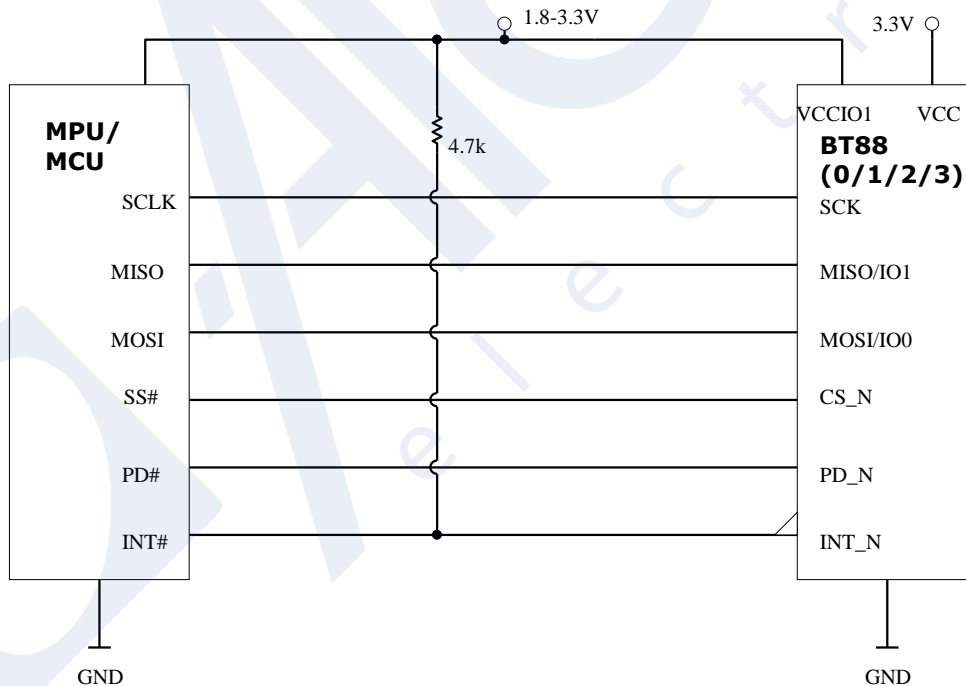 1.8-3.3V
3.3V
MPU/
MCU
4.7k
VCCIO1 VCC
BT88
(0/1/2/3)
SCLK
SCK
MISO
MISO/IO1
MOSI
MOSI/IO0
SS#
CS_N
PD#
PD_N
INT#
INT_N
GND
GND
e l e c t r